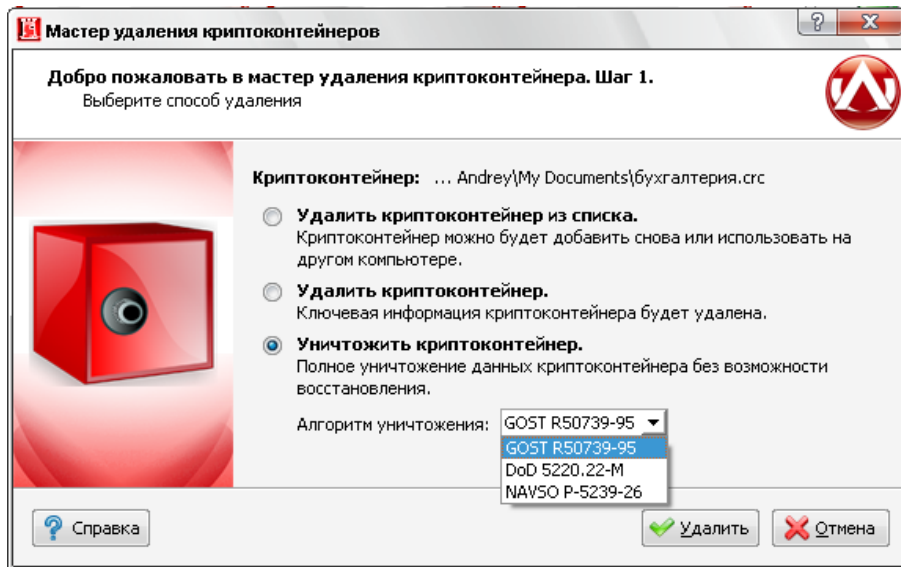 Мастер удаления криптоконтейнеров
Добро пожаловать в мастер удаления криптоконтейнера. Шаг 1.
Выберите способ удаления
Криптоконтейнер: ... Andrey\My Documents\бухгалтерия.crc
Удалить криптоконтейнер из списка.
Криптоконтейнер можно будет добавить снова или использовать на
другом компьютере.
Удалить криптоконтейнер.
Ключевая информация криптоконтейнера будет удалена.
Уничтожить криптоконтейнер.
Полное уничтожение данных криптоконтейнера без возможности
восстановления.
Алгоритм уничтожения: GOST R50739-95
GOST R50739-95
DoD 5220.22-M
NAVSO P-5239-26
Справка
Удалить
Отмена